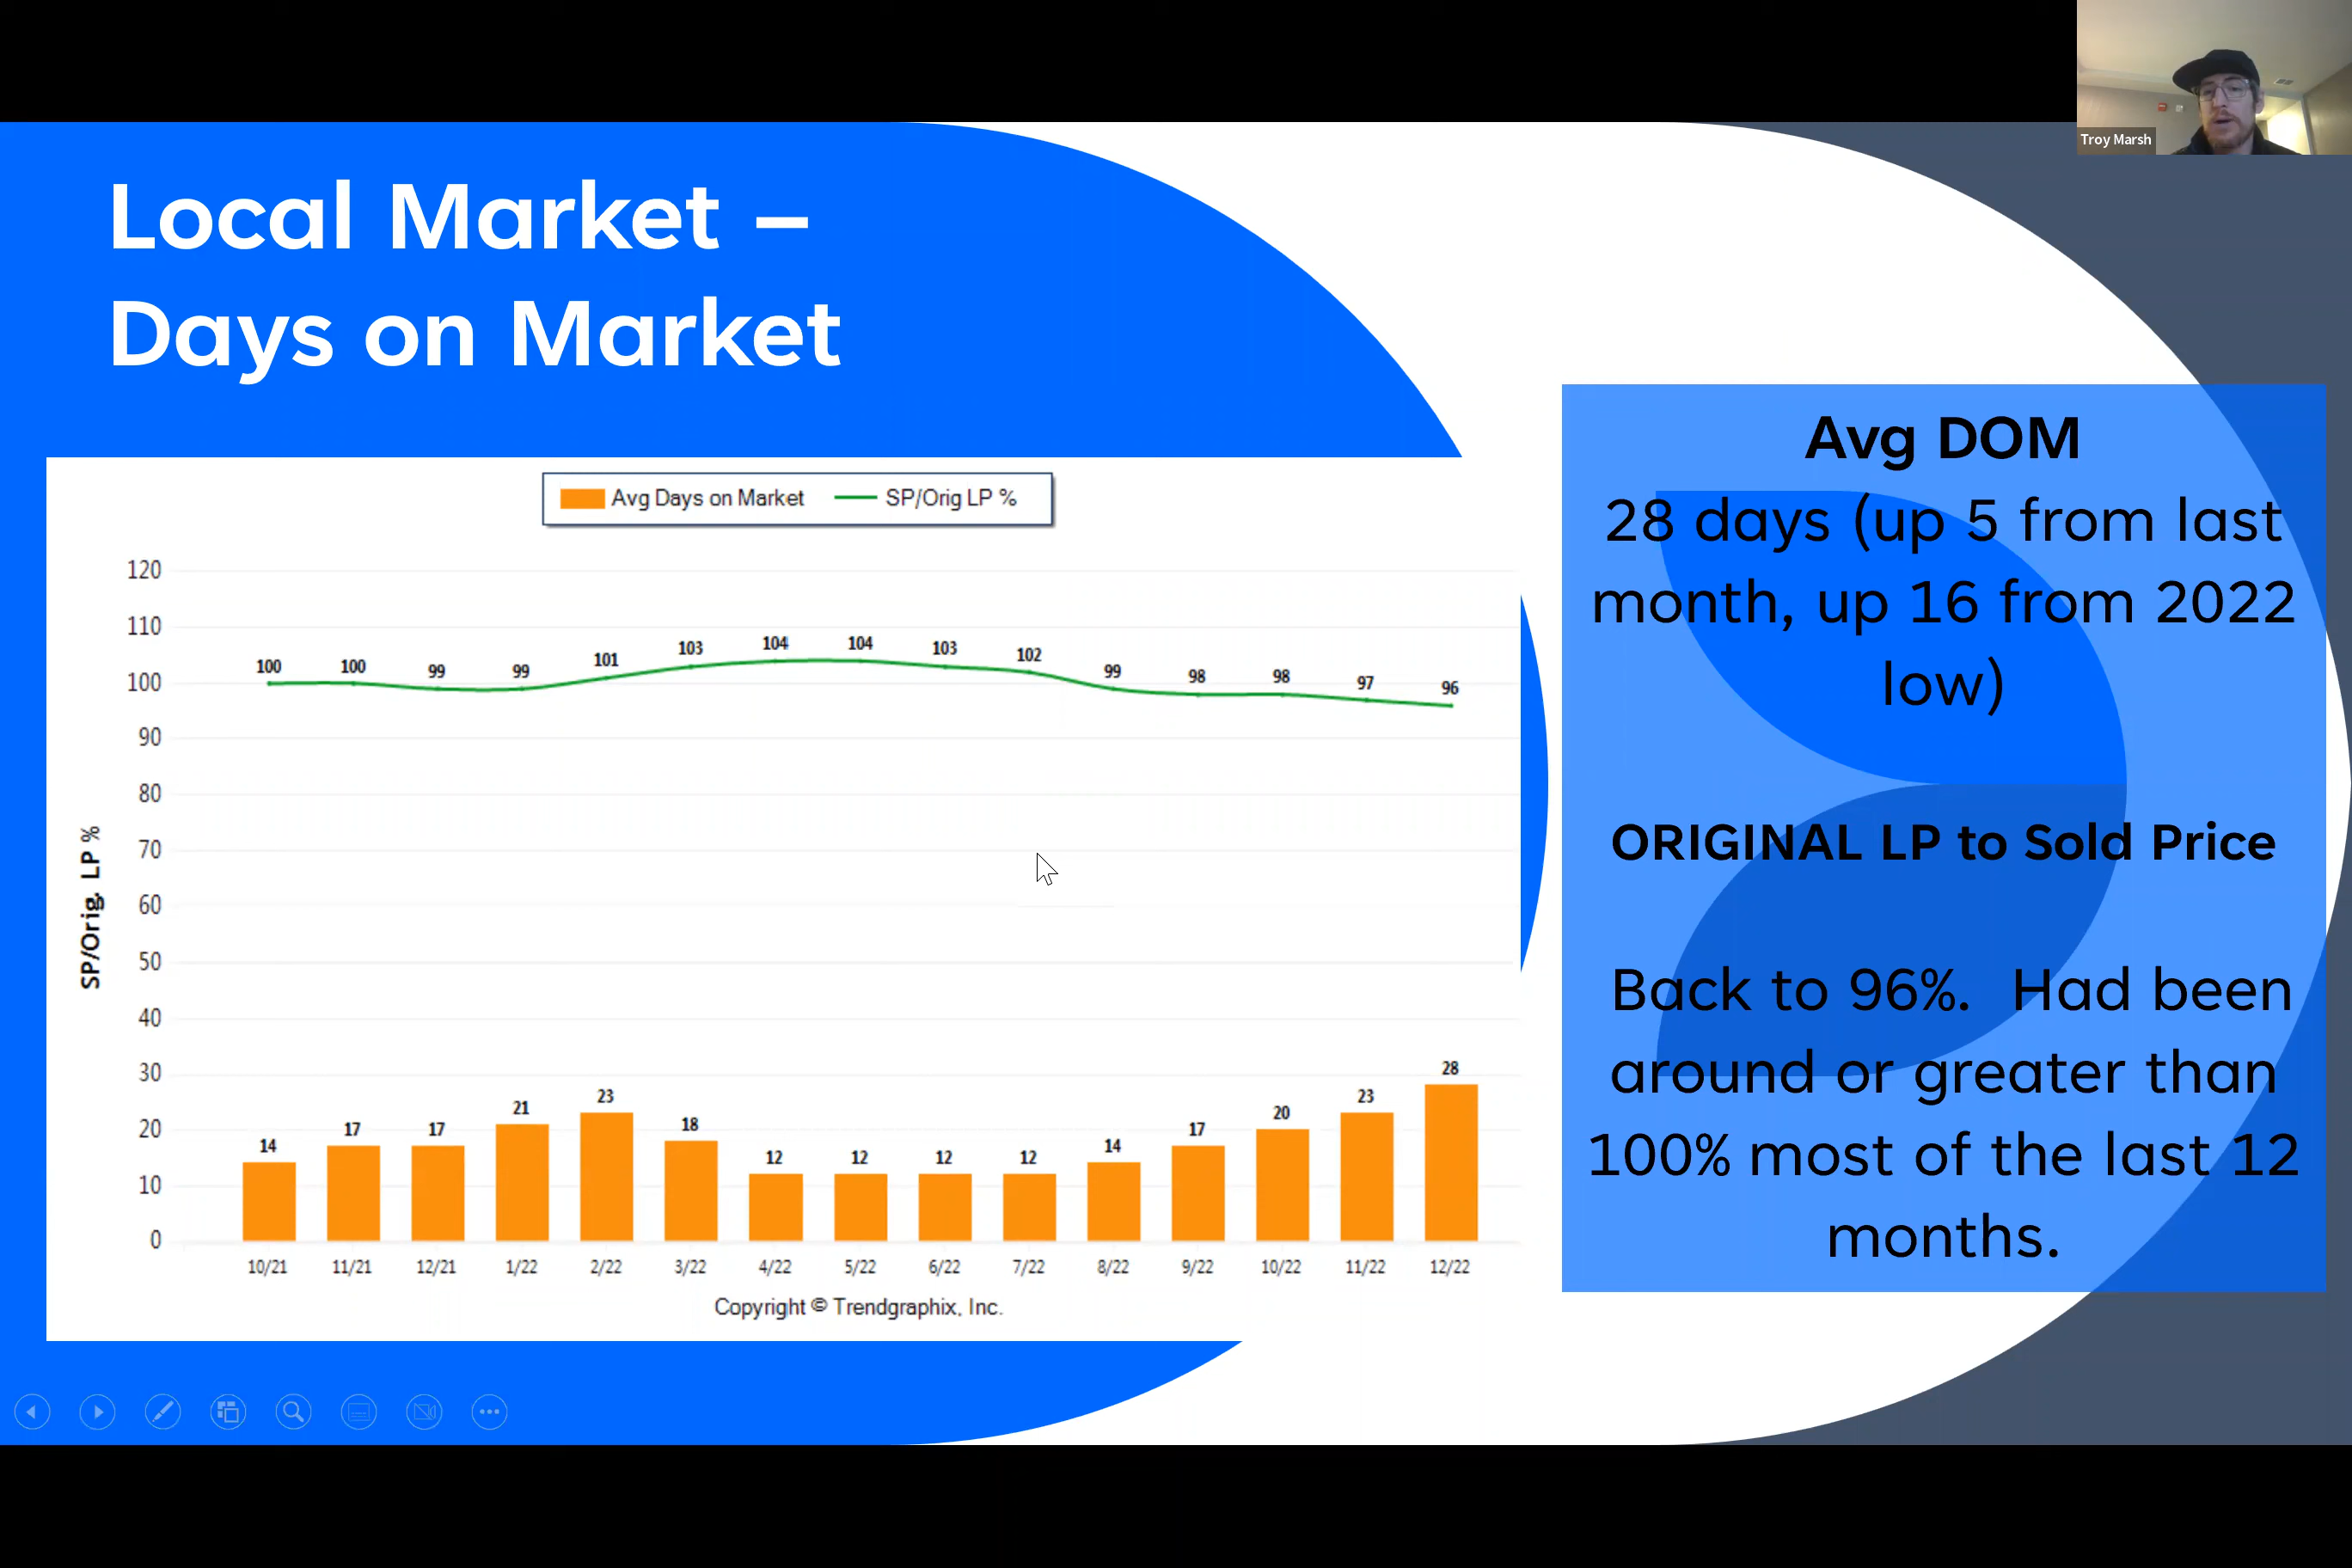 Troy Marsh
Local Market –
Days on Market
Avg Days on Market SP/Orig LP %
120
110
100
90
80
70
60
50
40
30
20
10
0
SP/Orig. LP %
100 100 99 99 101 103 104 104 103 102 99 98 98 97 96
14 17 17 21 23 18 12 12 12 12 14 17 20 23 28
10/21 11/21 12/21 1/22 2/22 3/22 4/22 5/22 6/22 7/22 8/22 9/22 10/22 11/22 12/22
Copyright © Trendgraphix, Inc.
Avg DOM
28 days (up 5 from last
month, up 16 from 2022
low)
ORIGINAL LP to Sold Price
Back to 96%. Had been
around or greater than
100% most of the last 12
months.